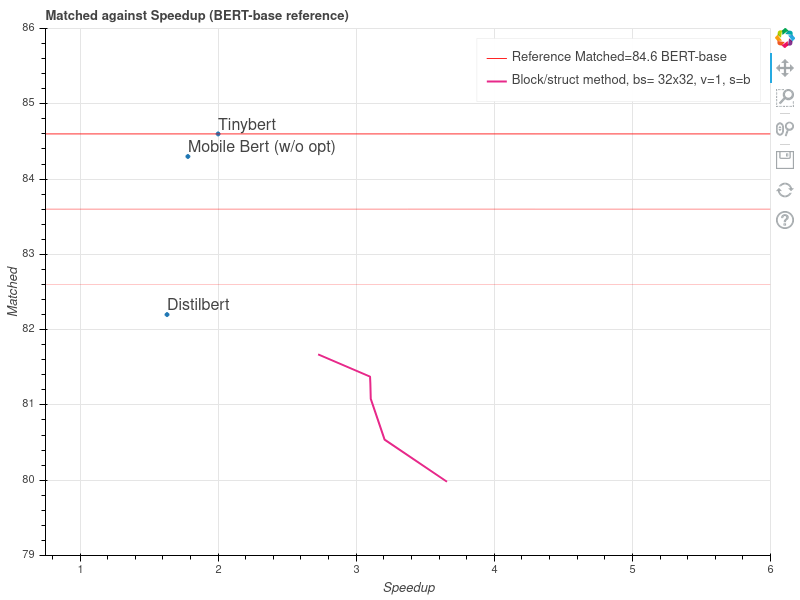 Matched against Speedup (BERT-base reference)
86
Reference Matched=84.6 BERT-base
Block/struct method, bs= 32x32, v=1, s=b
85
Tinybert
Mobile Bert (w/o opt)
84
83
Distilbert
82
81
80
79
Matched
1 2 3 4 5 6
Speedup